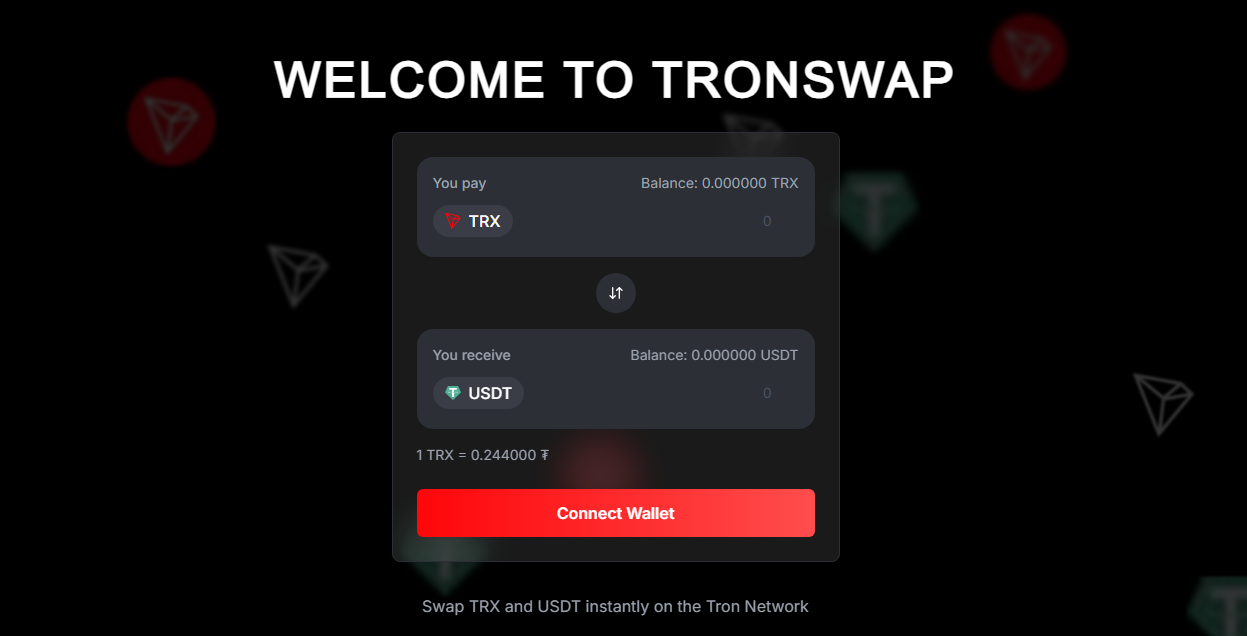 WELCOME TO TRONSWAP
You pay Balance: 0.000000 TRX
TRX 0
You receive Balance: 0.000000 USDT
USDT 0
1 TRX = 0.244000 ₮
Connect Wallet
Swap TRX and USDT instantly on the Tron Network